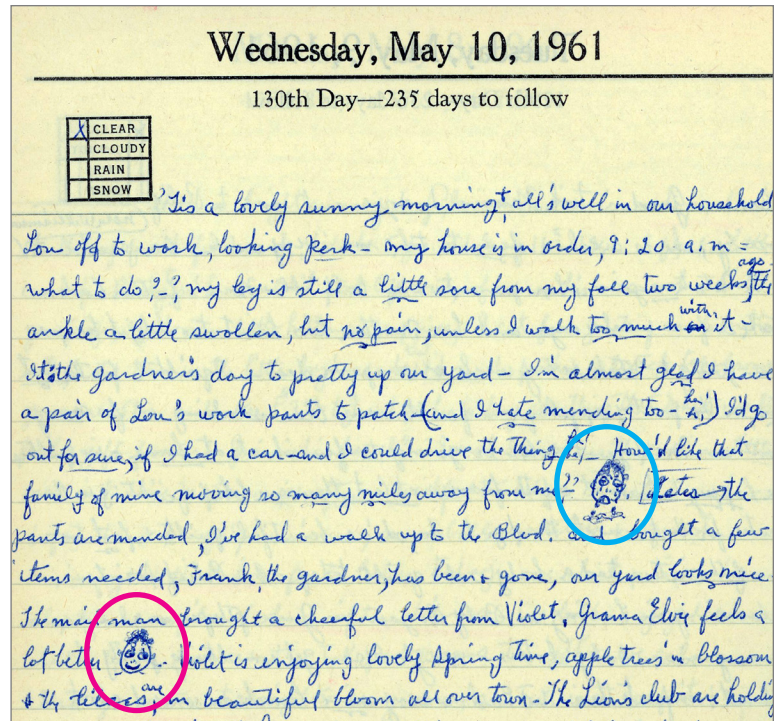 Wednesday, May 10, 1961
130th Day—235 days to follow
X CLEAR
CLOUDY
RAIN
SNOW
'Tis a lovely sunny morning + all's well in our household
Lou off to work, looking perk - my house is in order, 9:20 a.m =
what to do?-? my leg is still a little sore from my fall two weeks ago, the
ankle a little swollen, but no pain, unless I walk too much with it -
It's the gardner's day to pretty up our yard - I'm almost glad I have
a pair of Lou's work pants to patch - (and I hate mending too - hi! hi!) I'd go
out for sure, if I had a car - and I could drive the thing hi! - How'd like that
family of mine moving so many miles away from me?? . Later → the
pants are mended, I've had a walk up to the Blvd. and bought a few
items needed, Frank, the gardner, has been + gone, our yard looks nice.
The mail man brought a cheerful letter from Violet, Grama Elvie feels a
lot better . Violet is enjoying lovely Spring time, apple trees in blossom
+ the lilacs are in beautiful bloom all over town - The Lion's club are holding